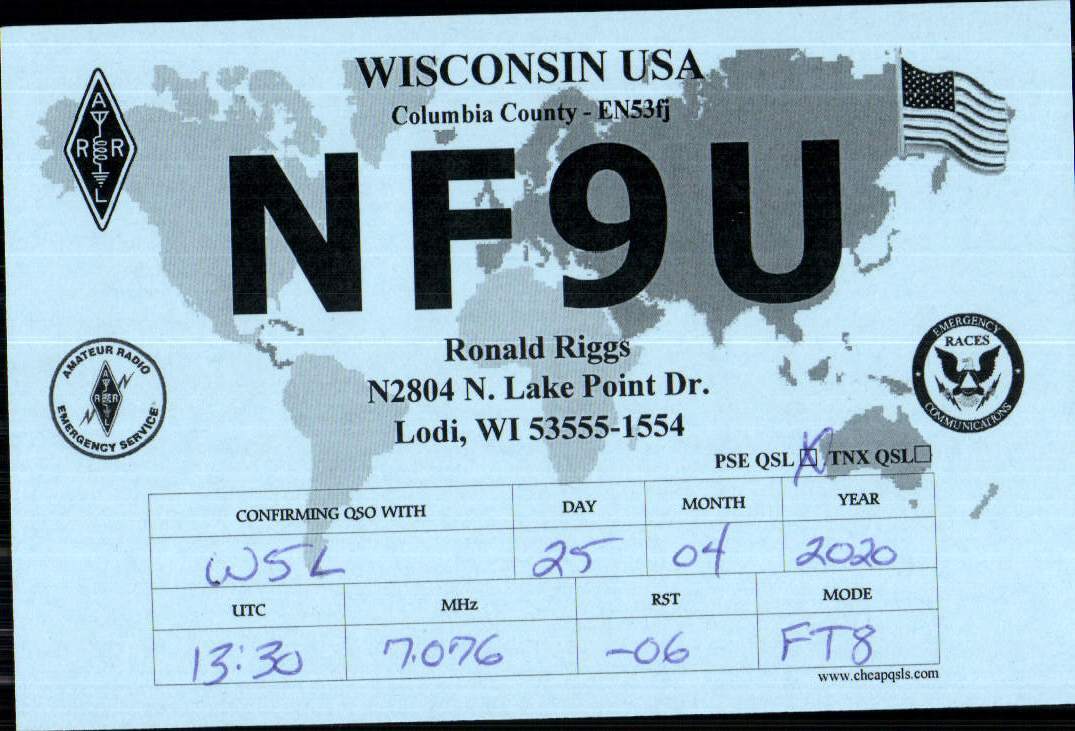 WISCONSIN USA
Columbia County - EN53fj
ARRL
NF9U
Ronald Riggs
N2804 N. Lake Point Dr.
Lodi, WI 53555-1554
AMATEUR RADIO
ARRL
EMERGENCY SERVICE
EMERGENCY
RACES
COMMUNICATIONS
PSE QSL X TNX QSL
CONFIRMING QSO WITH DAY MONTH YEAR
W5L 25 04 2020
UTC MHz RST MODE
13:30 7.076 -06 FT8
www.cheapqsls.com